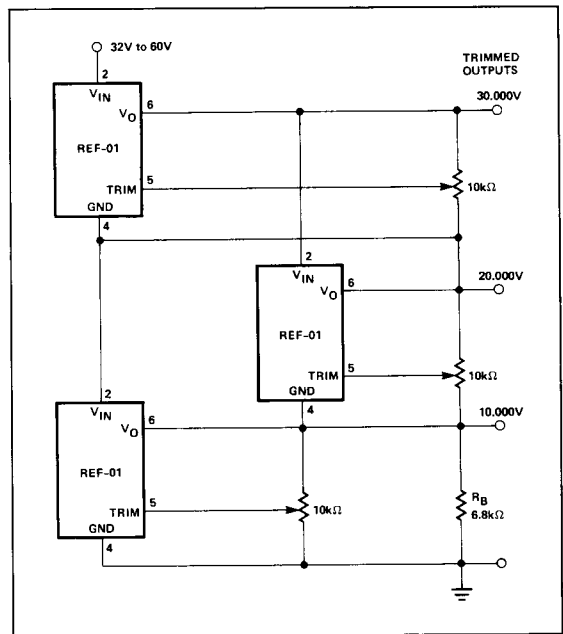 32V to 60V
TRIMMED
OUTPUTS
2
VIN
VO
6
30.000V
REF-01
TRIM
5
10kΩ
GND
4
2
VIN
VO
6
20.000V
REF-01
TRIM
5
10kΩ
GND
4
10.000V
2
VIN
VO
6
REF-01
TRIM
5
10kΩ
RB
6.8kΩ
GND
4